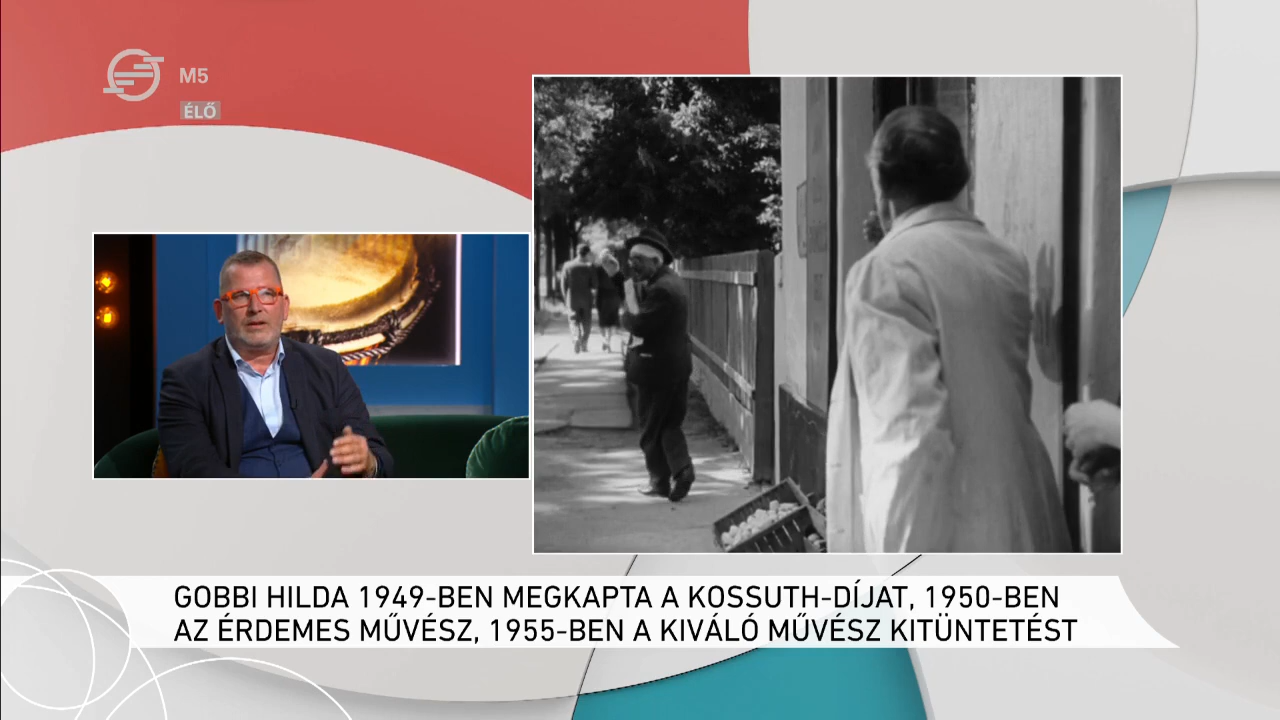 M5
ÉLŐ
GOBBI HILDA 1949-BEN MEGKAPTA A KOSSUTH-DÍJAT, 1950-BEN
AZ ÉRDEMES MŰVÉSZ, 1955-BEN A KIVÁLÓ MŰVÉSZ KITÜNTETÉST